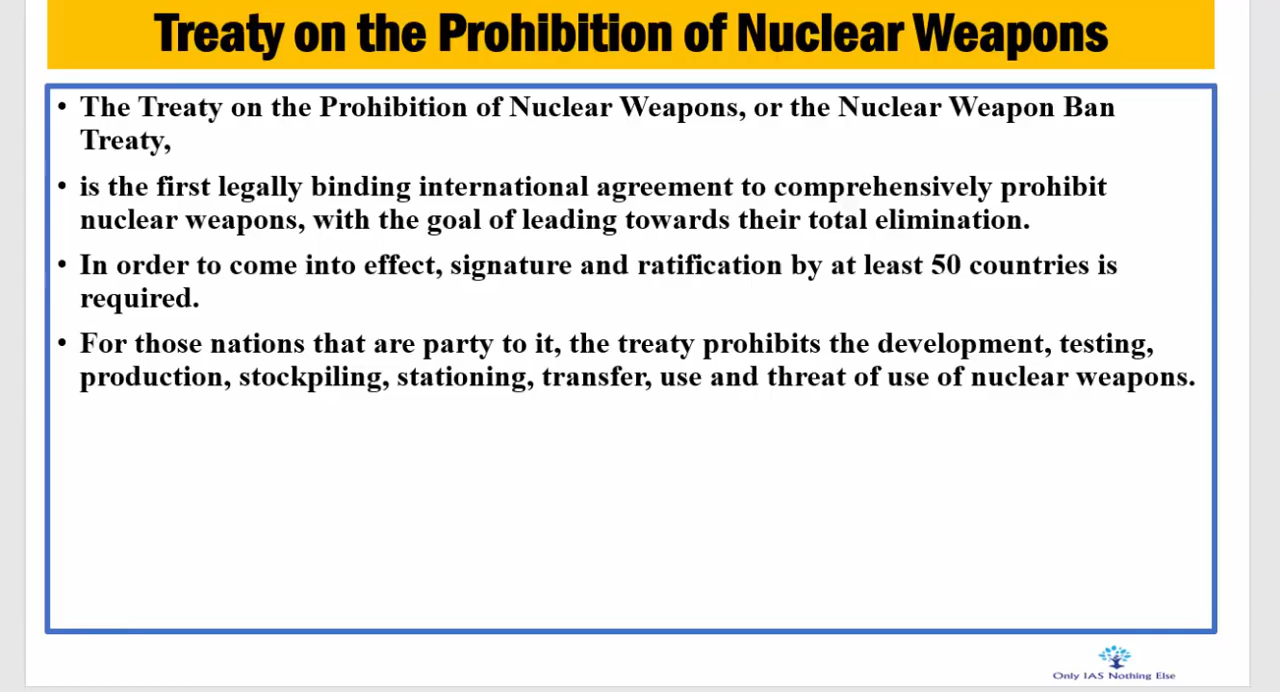 Treaty on the Prohibition of Nuclear Weapons
• The Treaty on the Prohibition of Nuclear Weapons, or the Nuclear Weapon Ban
Treaty,
• is the first legally binding international agreement to comprehensively prohibit
nuclear weapons, with the goal of leading towards their total elimination.
• In order to come into effect, signature and ratification by at least 50 countries is
required.
• For those nations that are party to it, the treaty prohibits the development, testing,
production, stockpiling, stationing, transfer, use and threat of use of nuclear weapons.
Only IAS Nothing Else